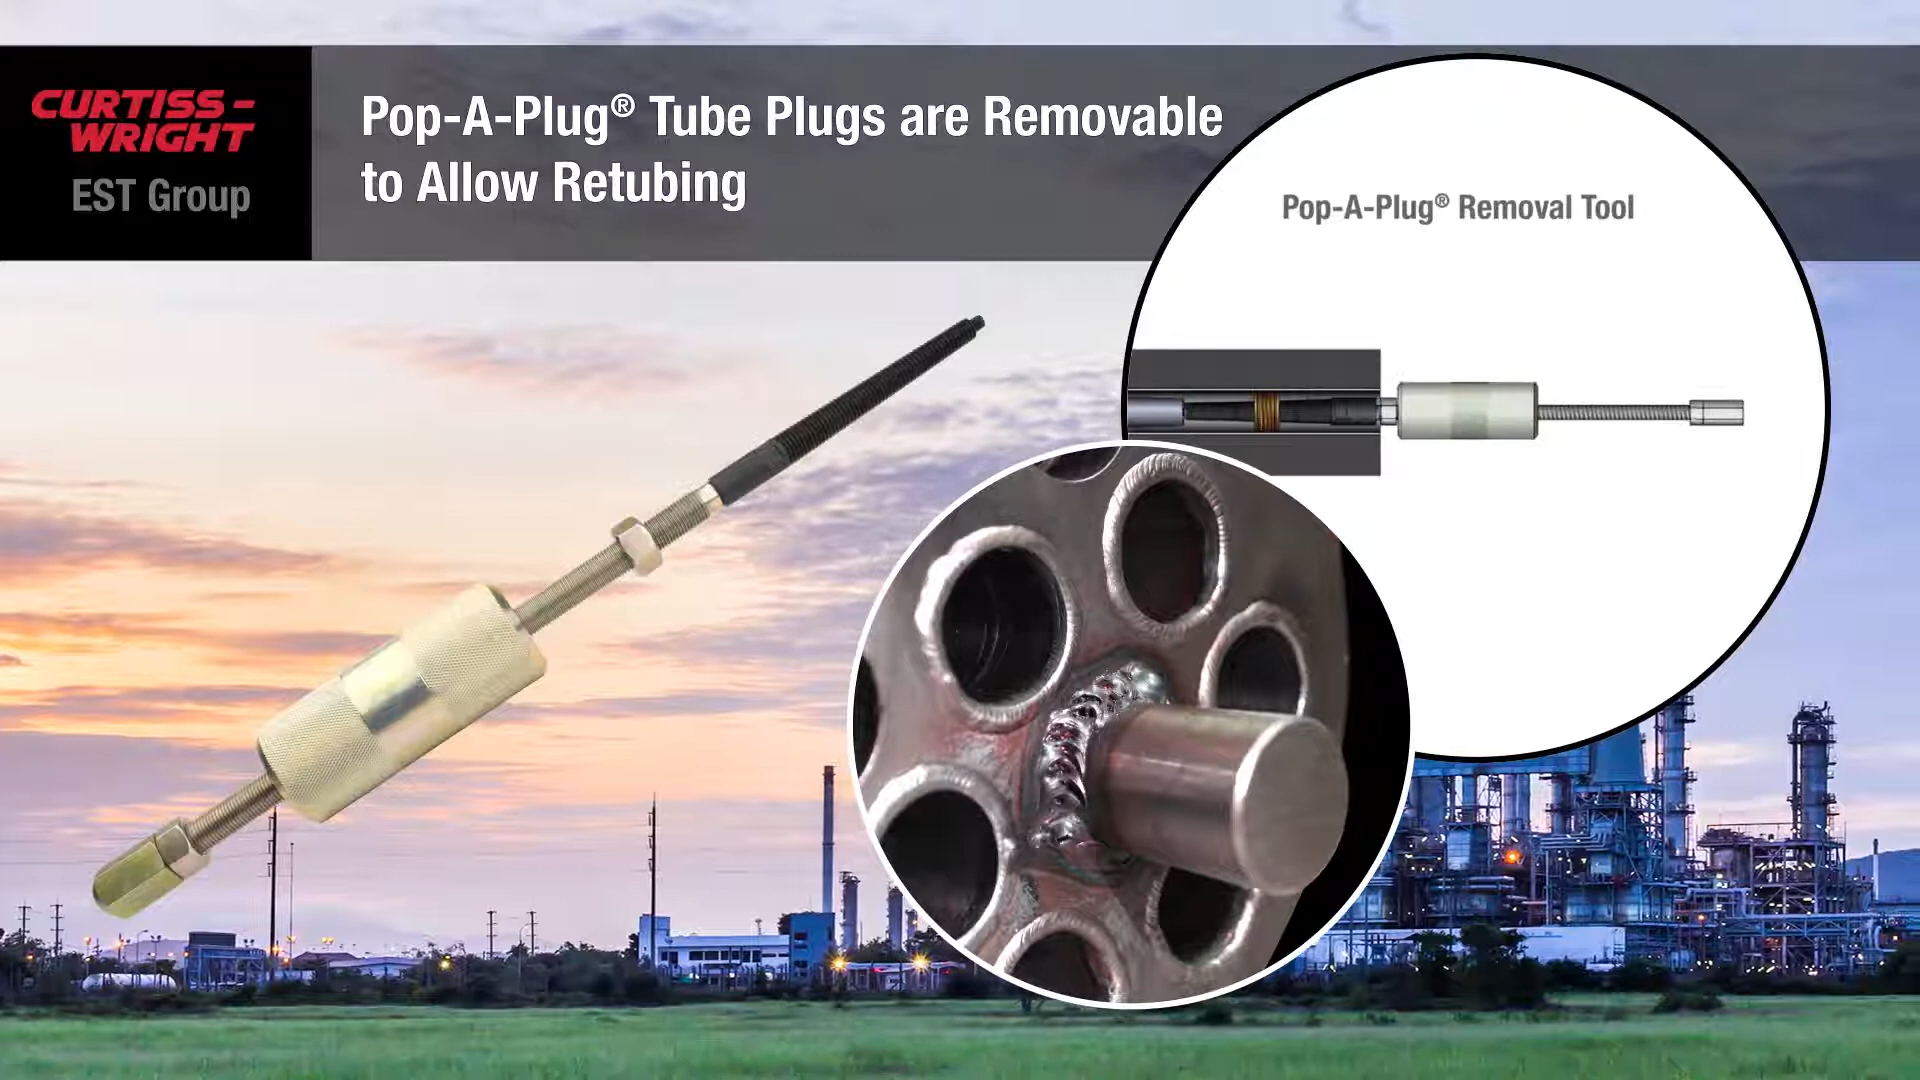 CURTISS-
WRIGHT
EST Group
Pop-A-Plug® Tube Plugs are Removable
to Allow Retubing
Pop-A-Plug® Removal Tool